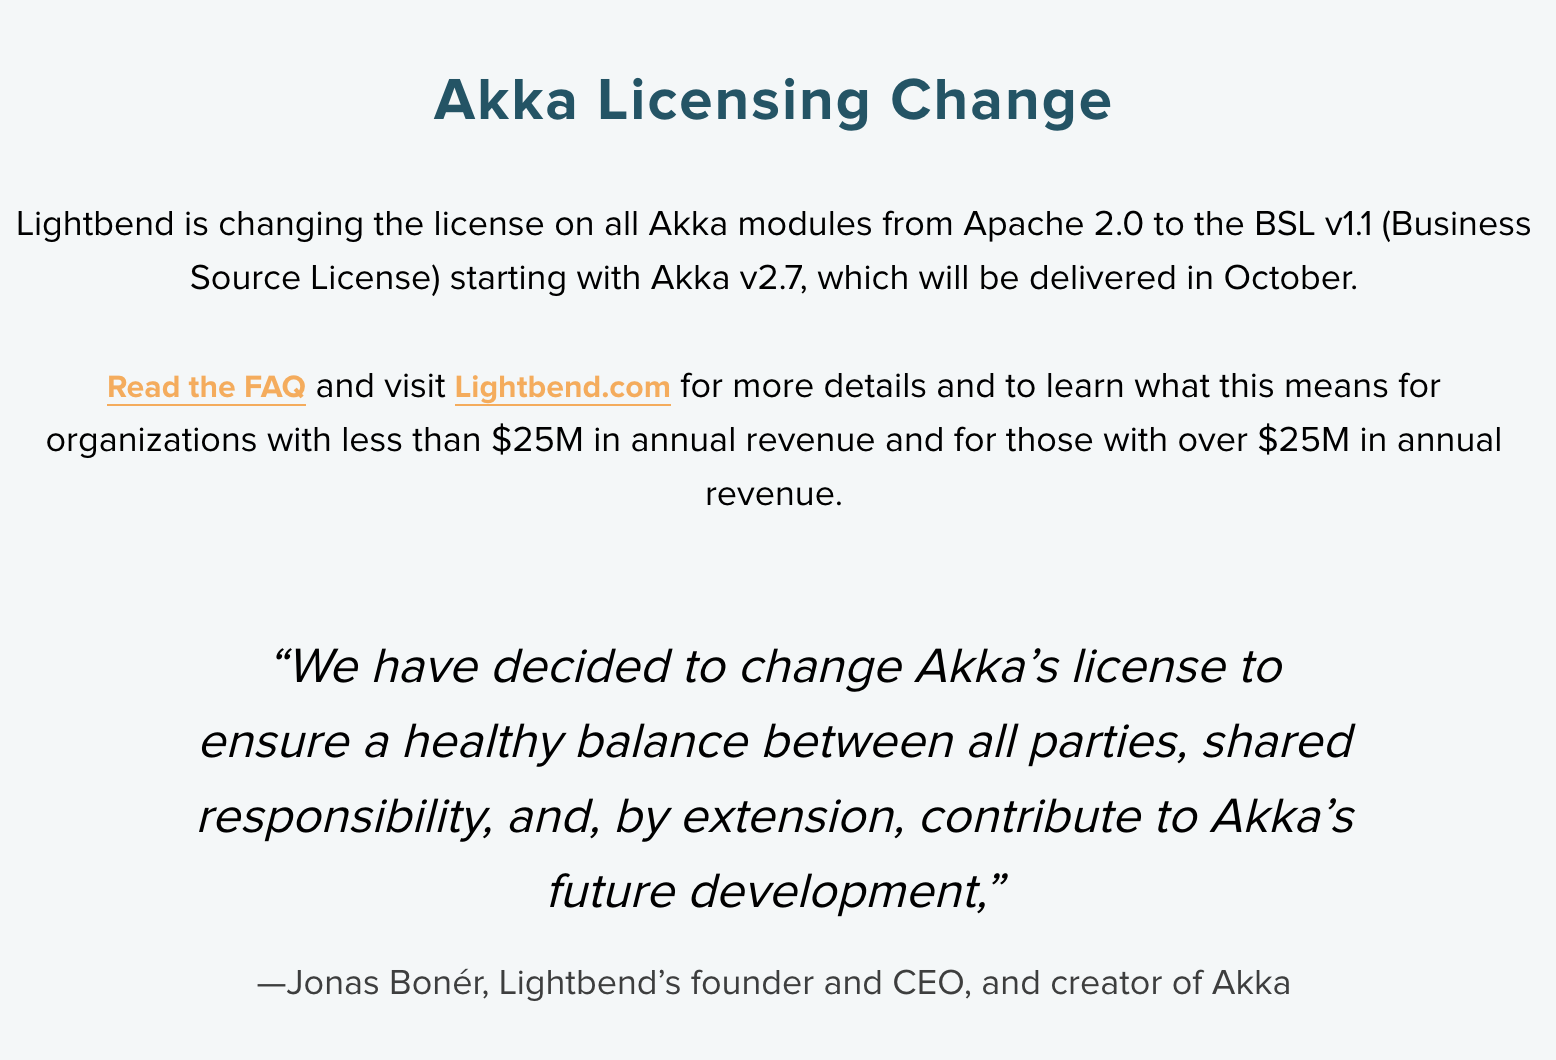 Akka Licensing Change
Lightbend is changing the license on all Akka modules from Apache 2.0 to the BSL v1.1 (Business
Source License) starting with Akka v2.7, which will be delivered in October.
Read the FAQ and visit Lightbend.com for more details and to learn what this means for
organizations with less than $25M in annual revenue and for those with over $25M in annual
revenue.
“We have decided to change Akka’s license to
ensure a healthy balance between all parties, shared
responsibility, and, by extension, contribute to Akka’s
future development,”
—Jonas Bonér, Lightbend’s founder and CEO, and creator of Akka